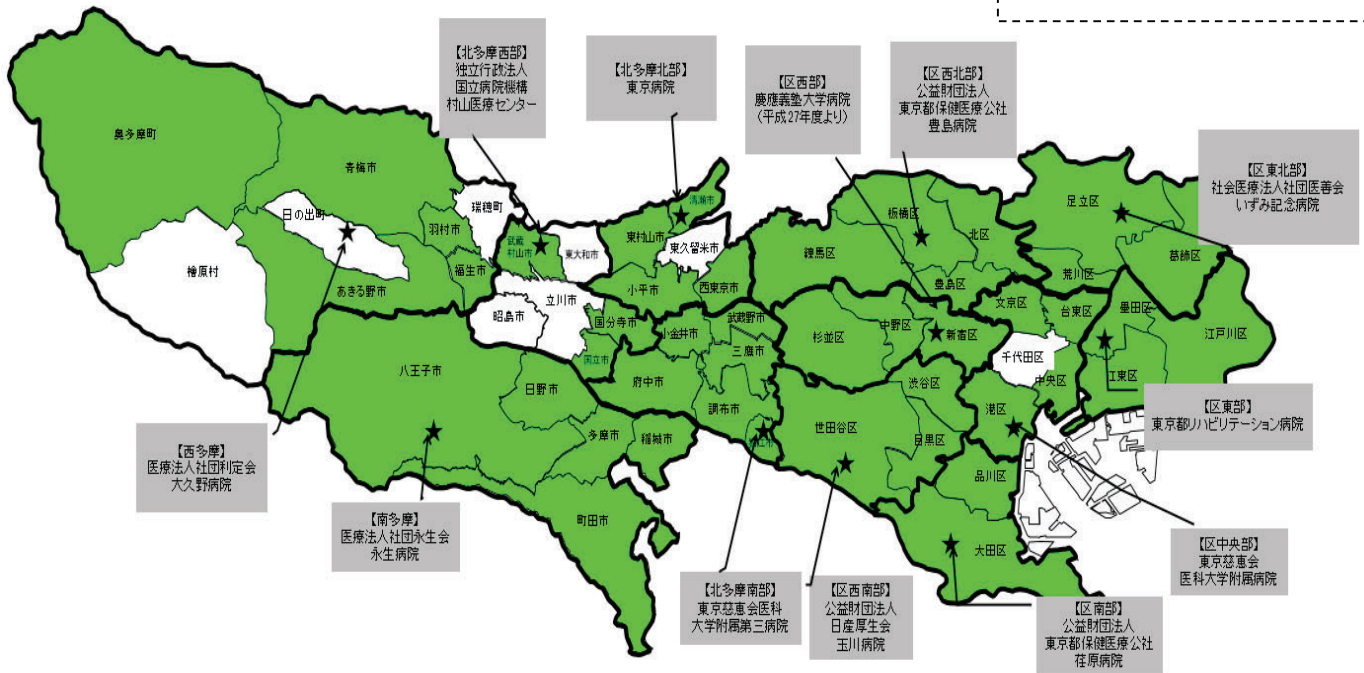 【北多摩西部】
独立行政法人
国立病院機構
村山医療センター
【北多摩北部】
東京病院
【区西部】
慶應義塾大学病院
(平成27年度より)
【区西北部】
公益財団法人
東京都保健医療公社
豊島病院
【区東北部】
社会医療法人社団医善会
いずみ記念病院
奥多摩町
青梅市
日の出町
瑞穂町
羽村市
福生市
武蔵
村山市
東大和市
東村山市
清瀬市
東久留米市
檜原村
あきる野市
昭島市
立川市
小平市
西東京市
国分寺市
国立市
小金井市
武蔵野市
三鷹市
八王子市
日野市
府中市
調布市
多摩市
稲城市
町田市
練馬区
板橋区
北区
豊島区
足立区
葛飾区
荒川区
文京区
台東区
墨田区
江戸川区
杉並区
中野区
新宿区
千代田区
中央区
江東区
渋谷区
港区
世田谷区
目黒区
品川区
大田区
【西多摩】
医療法人社団利定会
大久野病院
【南多摩】
医療法人社団永生会
永生病院
【北多摩南部】
東京慈恵会医科
大学附属第三病院
【区西南部】
公益財団法人
日産厚生会
玉川病院
【区東部】
東京都リハビリテーション病院
【区中央部】
東京慈恵会
医科大学附属病院
【区南部】
公益財団法人
東京都保健医療公社
荏原病院